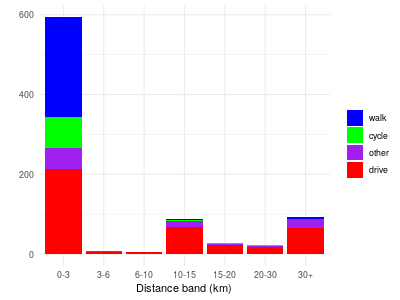 600
400
200
0
0-3 3-6 6-10 10-15 15-20 20-30 30+
Distance band (km)
walk
cycle
other
drive